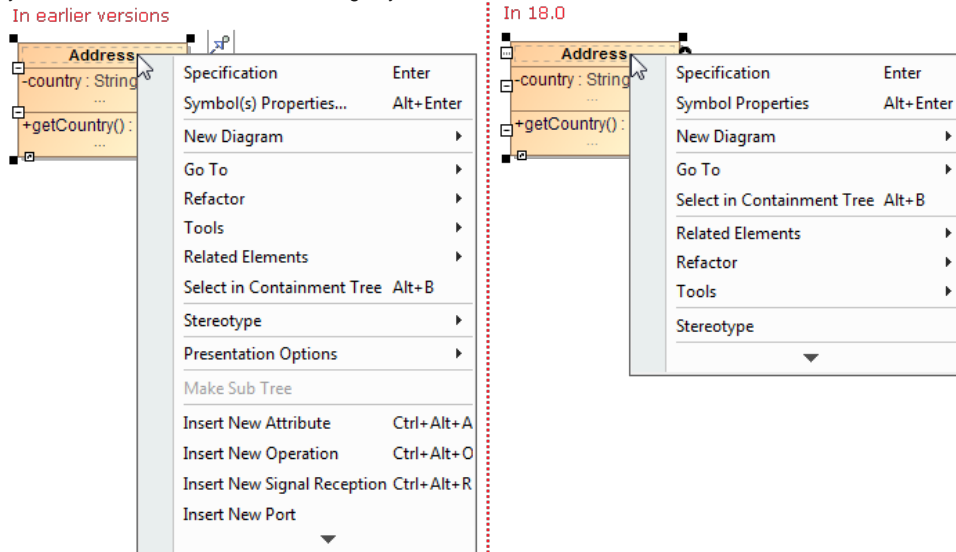 In earlier versions
Address
-country : String
...
+getCountry() :
...
Specification Enter
Symbol(s) Properties... Alt+Enter
New Diagram
Go To
Refactor
Tools
Related Elements
Select in Containment Tree Alt+B
Stereotype
Presentation Options
Make Sub Tree
Insert New Attribute Ctrl+Alt+A
Insert New Operation Ctrl+Alt+O
Insert New Signal Reception Ctrl+Alt+R
Insert New Port
In 18.0
Address
-country : String
...
+getCountry() :
...
Specification Enter
Symbol Properties Alt+Enter
New Diagram
Go To
Select in Containment Tree Alt+B
Related Elements
Refactor
Tools
Stereotype